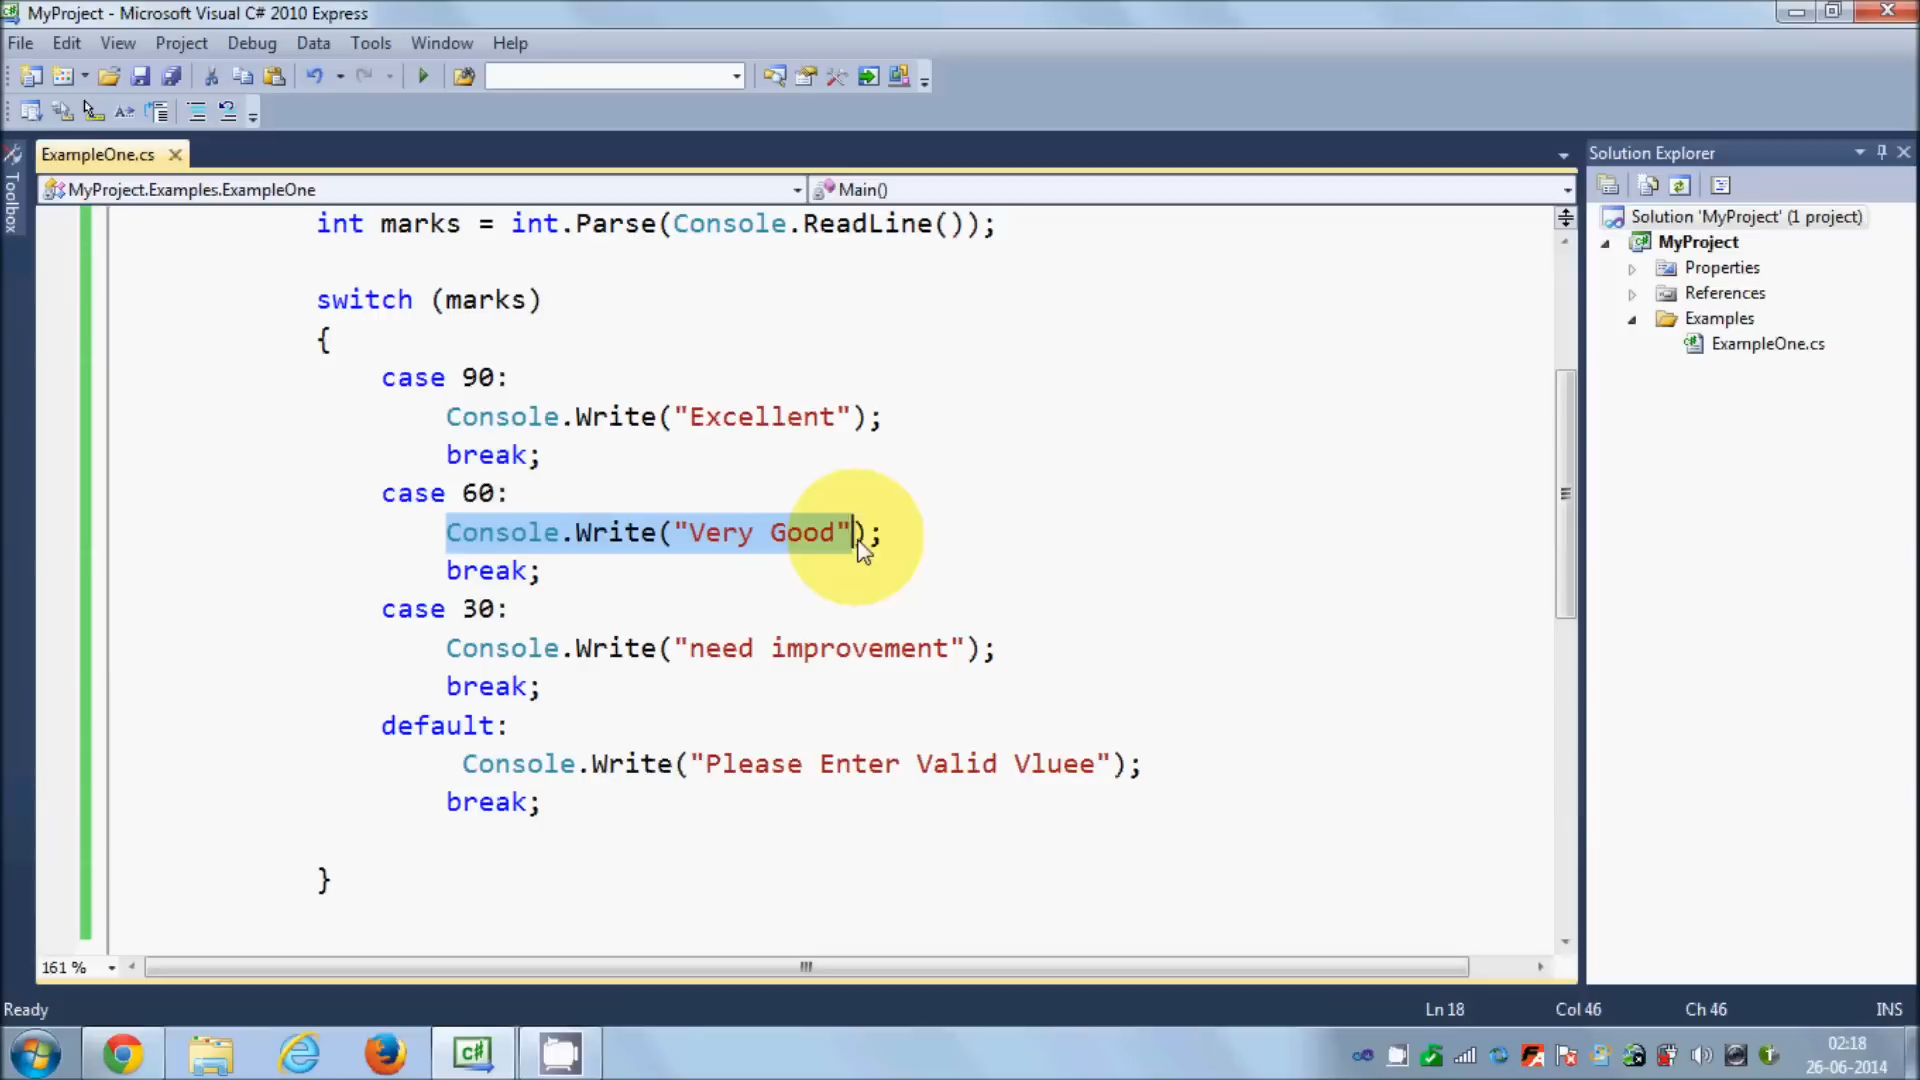 MyProject - Microsoft Visual C# 2010 Express
File Edit View Project Debug Data Tools Window Help
Toolbox
ExampleOne.cs
MyProject.Examples.ExampleOne
Main()
int marks = int.Parse(Console.ReadLine());
switch (marks)
{
case 90:
Console.Write("Excellent");
break;
case 60:
Console.Write("Very Good");
break;
case 30:
Console.Write("need improvement");
break;
default:
Console.Write("Please Enter Valid Vluee");
break;
}
161 %
Solution Explorer
Solution 'MyProject' (1 project)
MyProject
Properties
References
Examples
ExampleOne.cs
Ready
Ln 18 Col 46 Ch 46 INS
C#
02:18
26-06-2014